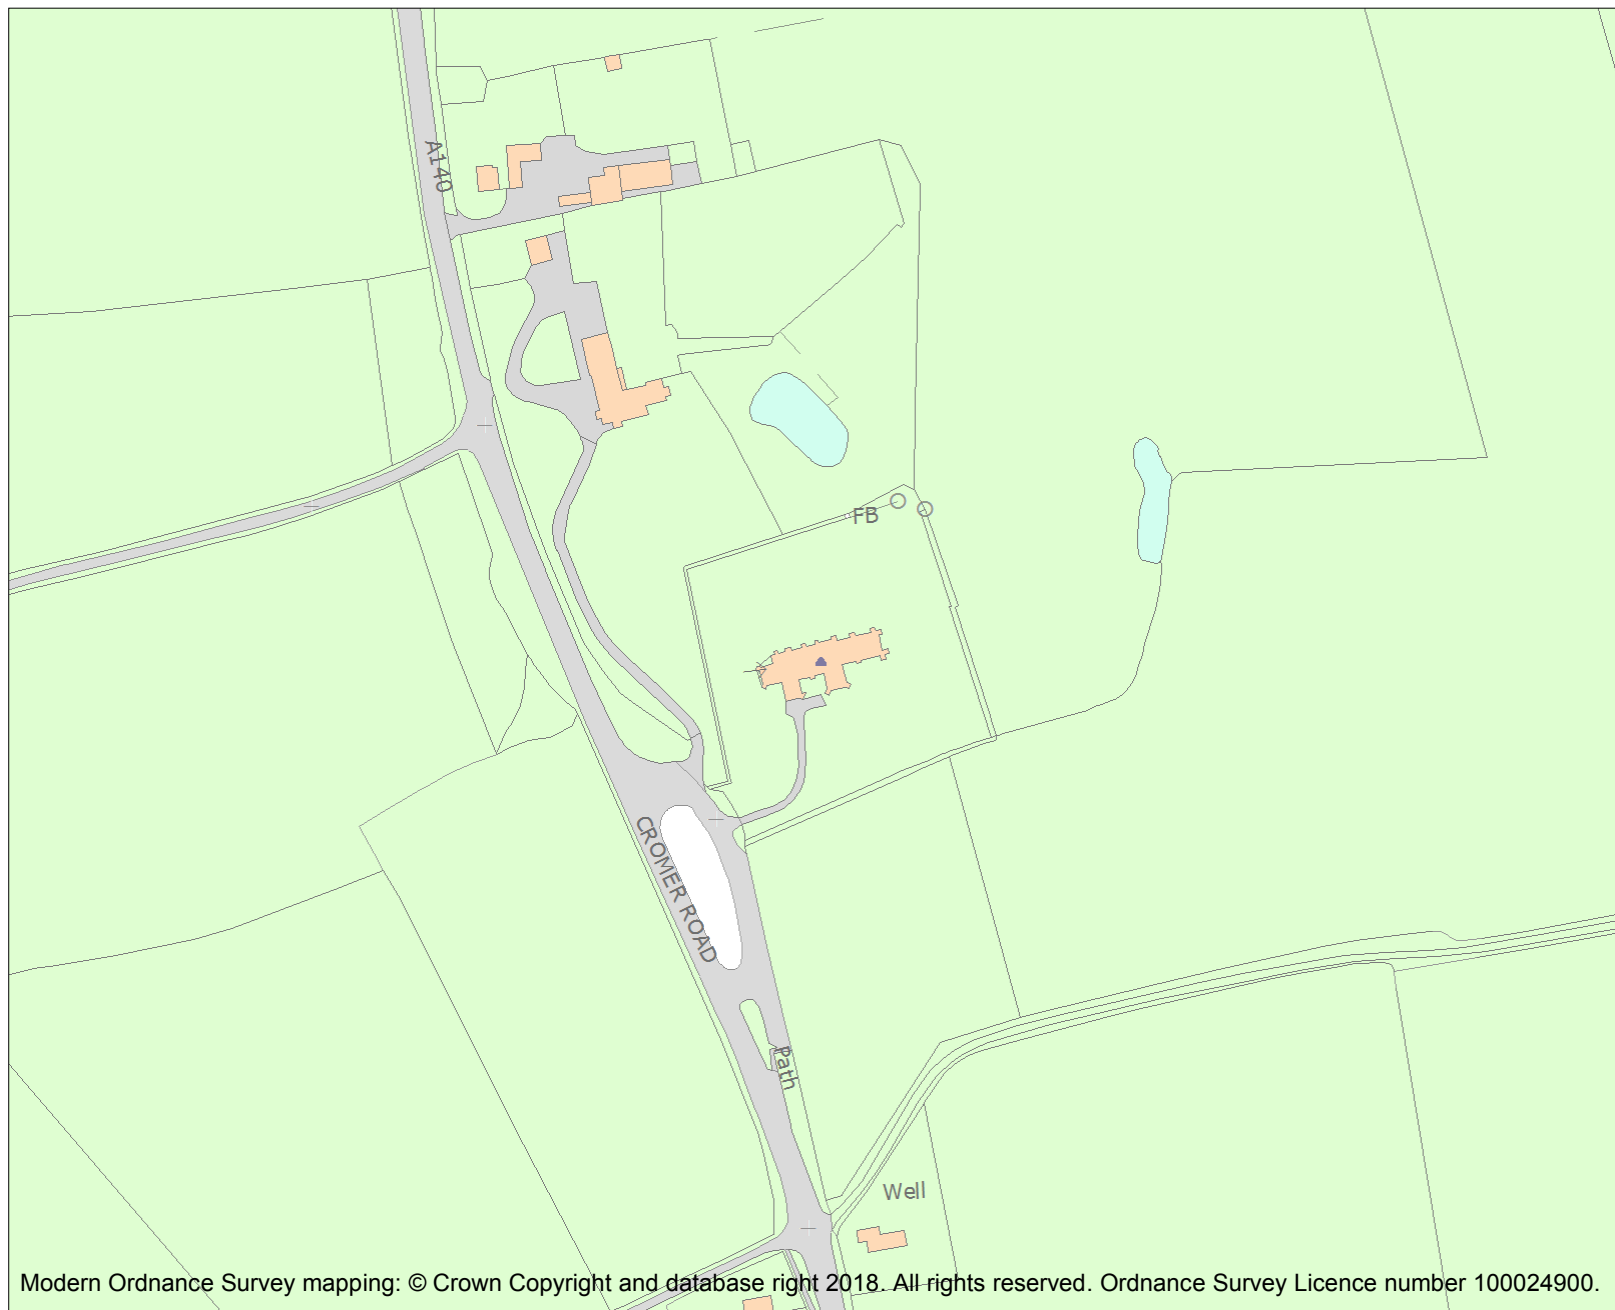 A140
FB
CROMER ROAD
Path
Well
Modern Ordnance Survey mapping: © Crown Copyright and database right 2018. All rights reserved. Ordnance Survey Licence number 100024900.